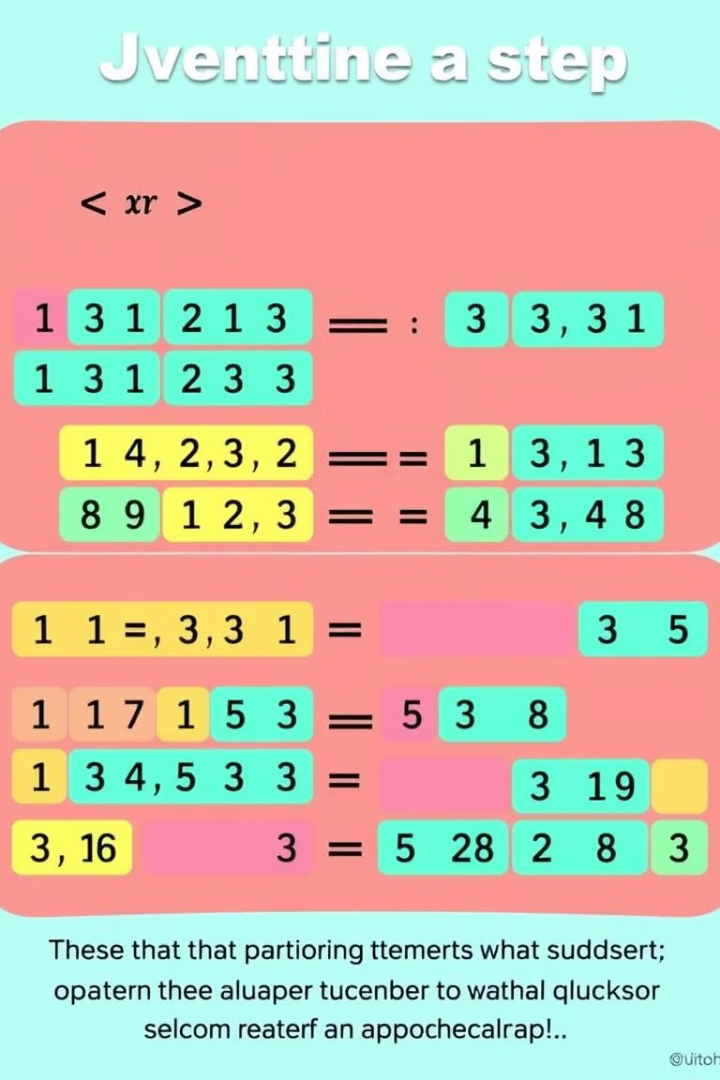 Jventtine a step
< xr >
1 3 1 2 1 3 = : 3 3, 3 1
1 3 1 2 3 3
1 4, 2, 3, 2 = = 1 3, 1 3
8 9 1 2, 3 = = 4 3, 4 8
1 1 =, 3, 3 1 = 3 5
1 1 7 1 5 3 = 5 3 8
1 3 4, 5 3 3 = 3 19
3, 16 3 = 5 28 2 8 3
These that that partioring ttemerts what suddsert;
opatern thee aluaper tucenber to wathal qlucksor
selcom reaterf an appochecalrap!..